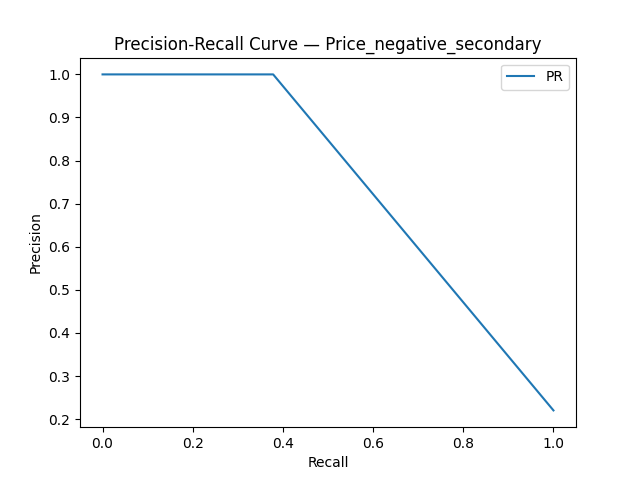 Precision-Recall Curve — Price_negative_secondary
PR
1.0
0.9
0.8
0.7
0.6
0.5
0.4
0.3
0.2
Precision
0.0 0.2 0.4 0.6 0.8 1.0
Recall